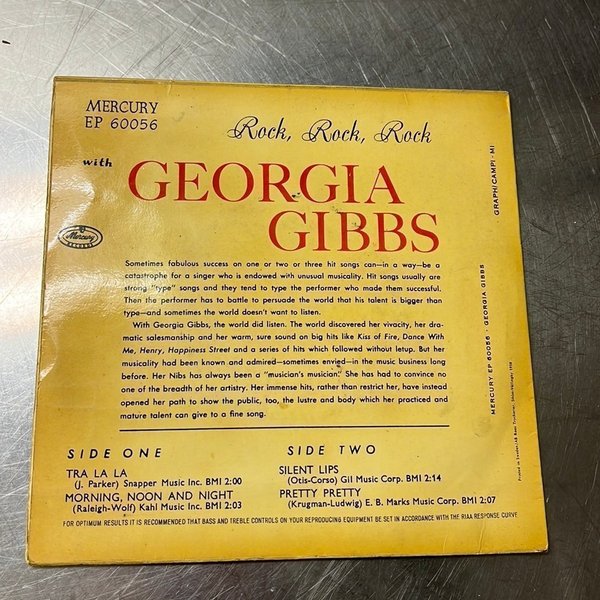 MERCURY
EP 60056
Rock, Rock, Rock
with
GEORGIA
GIBBS
Mercury
RECORDS
Sometimes fabulous success on one or two or three hit songs can—in a way—be a
catastrophe for a singer who is endowed with unusual musicality. Hit songs usually are
strong "type" songs and they tend to type the performer who made them successful.
Then the performer has to battle to persuade the world that his talent is bigger than
type—and sometimes the world doesn't want to listen.
With Georgia Gibbs, the world did listen. The world discovered her vivacity, her dra-
matic salesmanship and her warm, sure sound on big hits like Kiss of Fire, Dance With
Me, Henry, Happiness Street and a series of hits which followed without letup. But her
musicality had been known and admired—sometimes envied—in the music business long
before. Her Nibs has always been a "musician's musician." She has had to convince no
one of the breadth of her artistry. Her immense hits, rather than restrict her, have instead
opened her path to show the public, too, the lustre and body which her practiced and
mature talent can give to a fine song.
SIDE ONE
TRA LA LA
(J. Parker) Snapper Music Inc. BMI 2:00
MORNING, NOON AND NIGHT
(Raleigh-Wolf) Kahl Music Inc. BMI 2:03
SIDE TWO
SILENT LIPS
(Otis-Corso) Gil Music Corp. BMI 2:14
PRETTY PRETTY
(Krugman-Ludwig) E. B. Marks Music Corp. BMI 2:07
FOR OPTIMUM RESULTS IT IS RECOMMENDED THAT BASS AND TREBLE CONTROLS ON YOUR REPRODUCING EQUIPMENT BE SET IN ACCORDANCE WITH THE RIAA RESPONSE CURVE
GRAPH/CAMPI - MI
MERCURY EP 60056 · GEORGIA GIBBS
Printed in Sweden